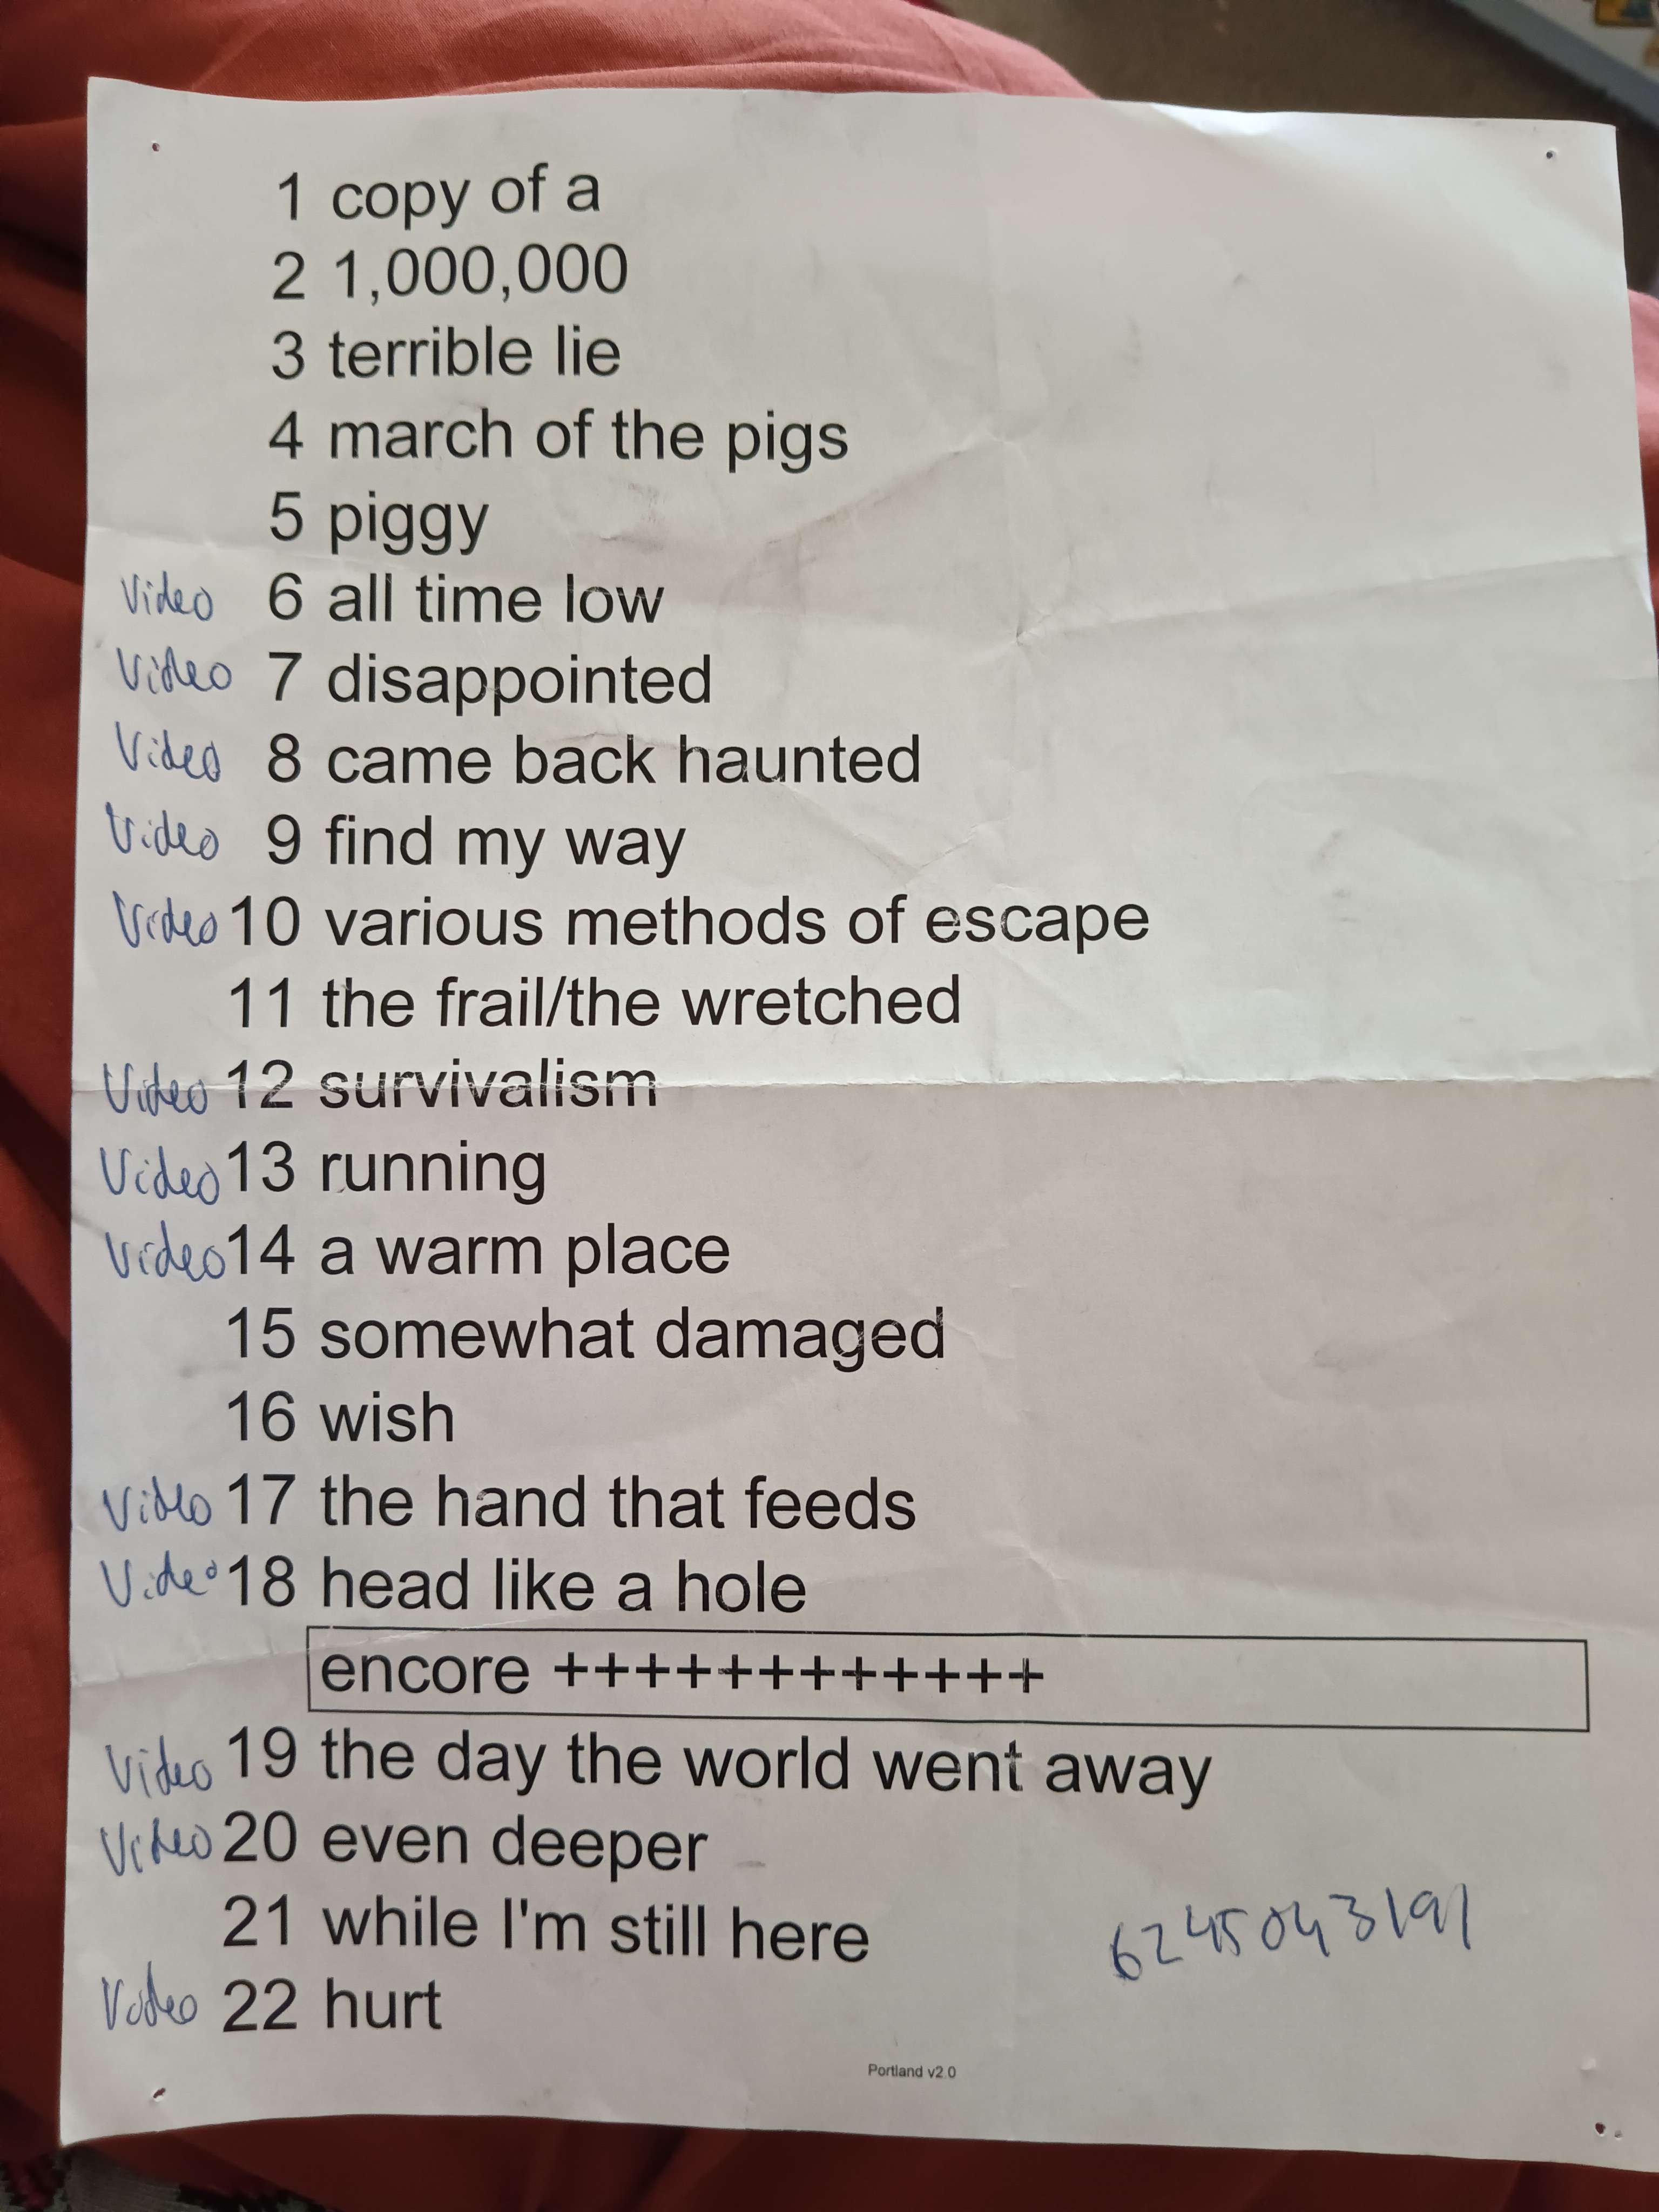 1 copy of a
2 1,000,000
3 terrible lie
4 march of the pigs
5 piggy
Video 6 all time low
Video 7 disappointed
Video 8 came back haunted
Video 9 find my way
Video 10 various methods of escape
11 the frail/the wretched
Video 12 survivalism
Video 13 running
Video 14 a warm place
15 somewhat damaged
16 wish
Video 17 the hand that feeds
Video 18 head like a hole
encore +++++++++++++
Video 19 the day the world went away
Video 20 even deeper
21 while I'm still here
6245043191
Video 22 hurt
Portland v2.0